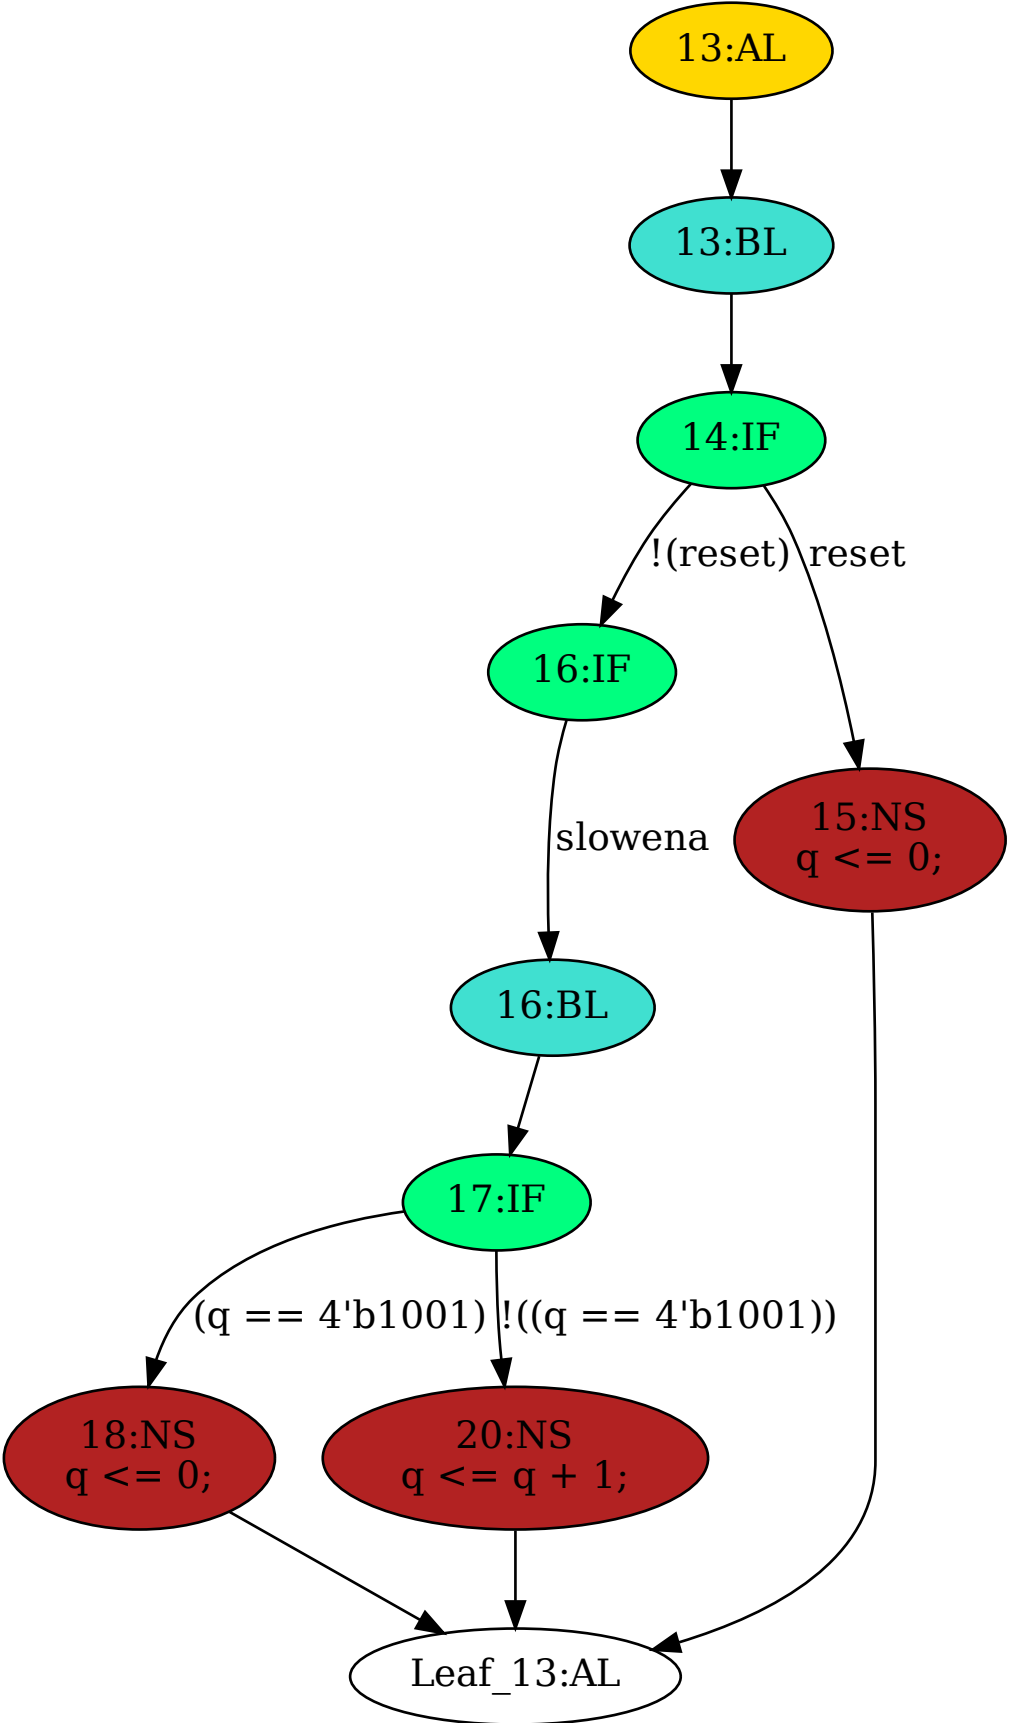 13:AL
13:BL
14:IF
!(reset)
reset
16:IF
15:NS
q <= 0;
slowena
16:BL
17:IF
(q == 4'b1001)
!((q == 4'b1001))
18:NS
q <= 0;
20:NS
q <= q + 1;
Leaf_13:AL